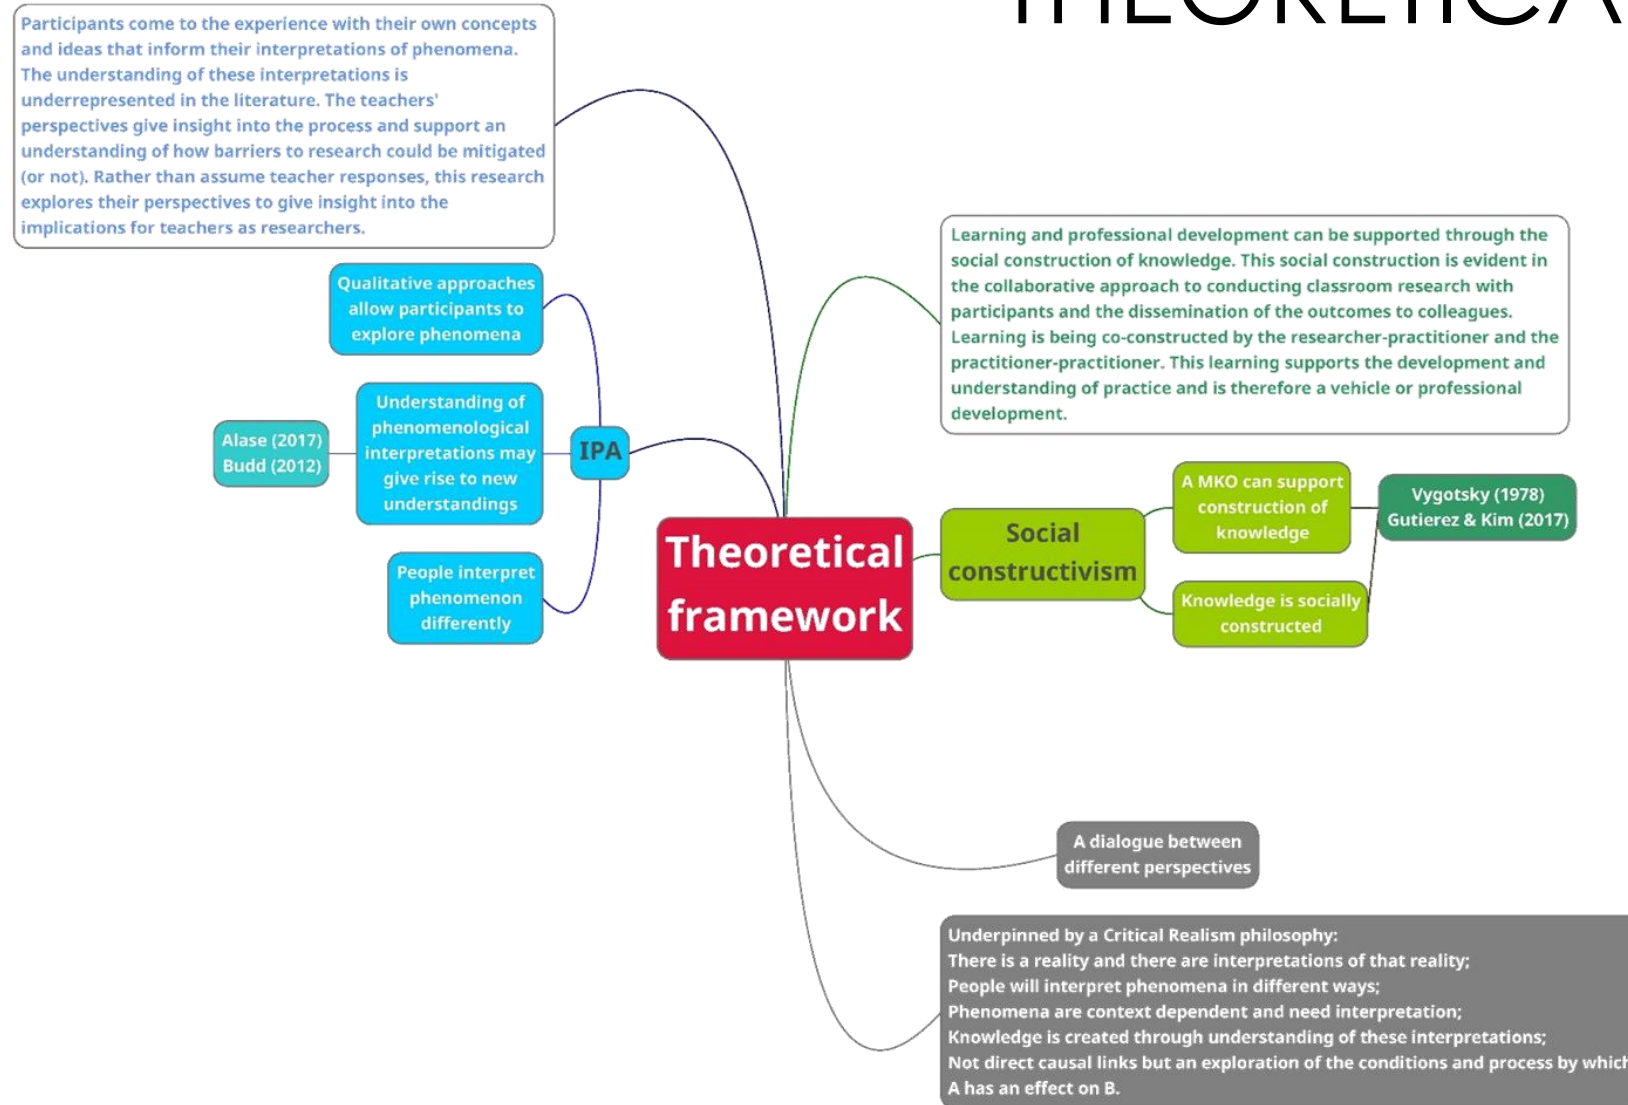 THEORETICA
Participants come to the experience with their own concepts
and ideas that inform their interpretations of phenomena.
The understanding of these interpretations is
underrepresented in the literature. The teachers'
perspectives give insight into the process and support an
understanding of how barriers to research could be mitigated
(or not). Rather than assume teacher responses, this research
explores their perspectives to give insight into the
implications for teachers as researchers.
Qualitative approaches
allow participants to
explore phenomena
Understanding of
phenomenological
interpretations may
give rise to new
understandings
Alase (2017)
Budd (2012)
IPA
People interpret
phenomenon
differently
Theoretical
framework
Learning and professional development can be supported through the
social construction of knowledge. This social construction is evident in
the collaborative approach to conducting classroom research with
participants and the dissemination of the outcomes to colleagues.
Learning is being co-constructed by the researcher-practitioner and the
practitioner-practitioner. This learning supports the development and
understanding of practice and is therefore a vehicle or professional
development.
Social
constructivism
A MKO can support
construction of
knowledge
Knowledge is socially
constructed
Vygotsky (1978)
Gutierez & Kim (2017)
A dialogue between
different perspectives
Underpinned by a Critical Realism philosophy:
There is a reality and there are interpretations of that reality;
People will interpret phenomena in different ways;
Phenomena are context dependent and need interpretation;
Knowledge is created through understanding of these interpretations;
Not direct causal links but an exploration of the conditions and process by which
A has an effect on B.